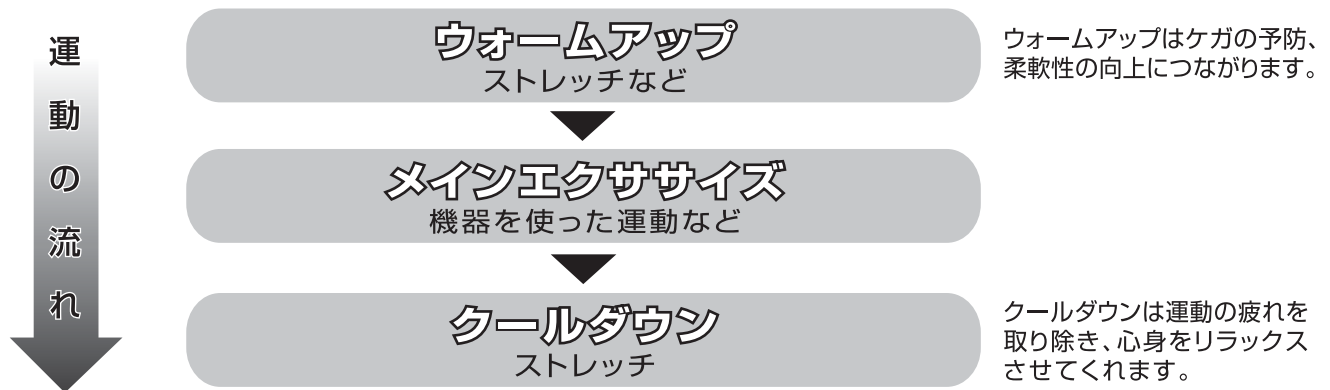 運動の流れ
ウォームアップ
ストレッチなど
ウォームアップはケガの予防、
柔軟性の向上につながります。
メインエクササイズ
機器を使った運動など
クールダウン
ストレッチ
クールダウンは運動の疲れを
取り除き、心身をリラックス
させてくれます。